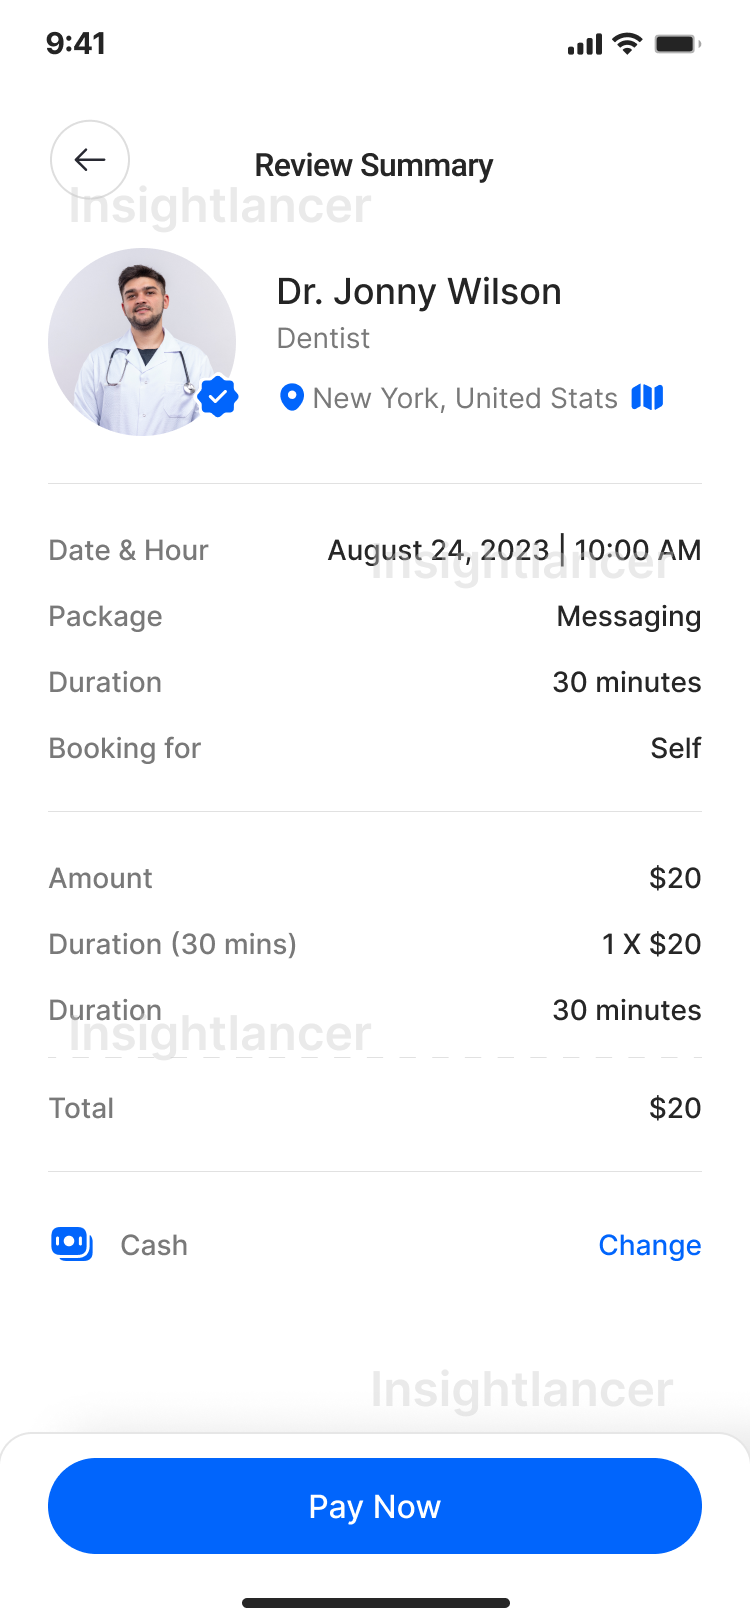 9:41
Review Summary
Insightlancer
Dr. Jonny Wilson
Dentist
New York, United Stats
Date & Hour August 24, 2023 | 10:00 AM
Insightlancer
Package Messaging
Duration 30 minutes
Booking for Self
Amount $20
Duration (30 mins) 1 X $20
Duration 30 minutes
Insightlancer
Total $20
Cash Change
Insightlancer
Pay Now